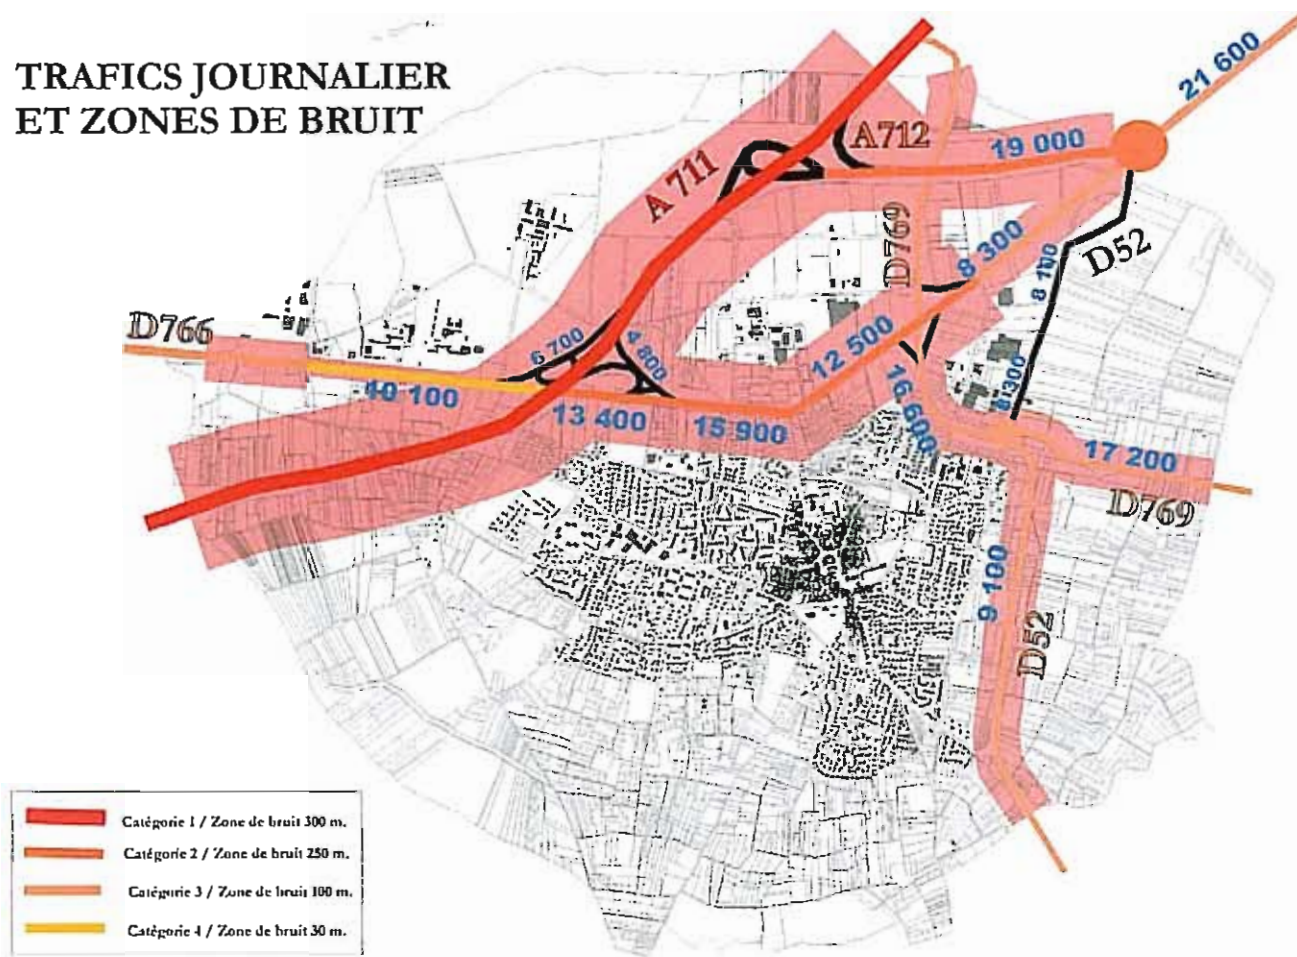 TRAFICS JOURNALIER
ET ZONES DE BRUIT
21 600
A 712
19 000
A 711
D769
8 300
D52
8 100
D766
6 700
4 800
12 500
10 100
13 400
15 900
16 600
8 300
17 200
D769
9 100
D52
Catégorie 1 / Zone de bruit 300 m.
Catégorie 2 / Zone de bruit 250 m.
Catégorie 3 / Zone de bruit 100 m.
Catégorie 4 / Zone de bruit 30 m.